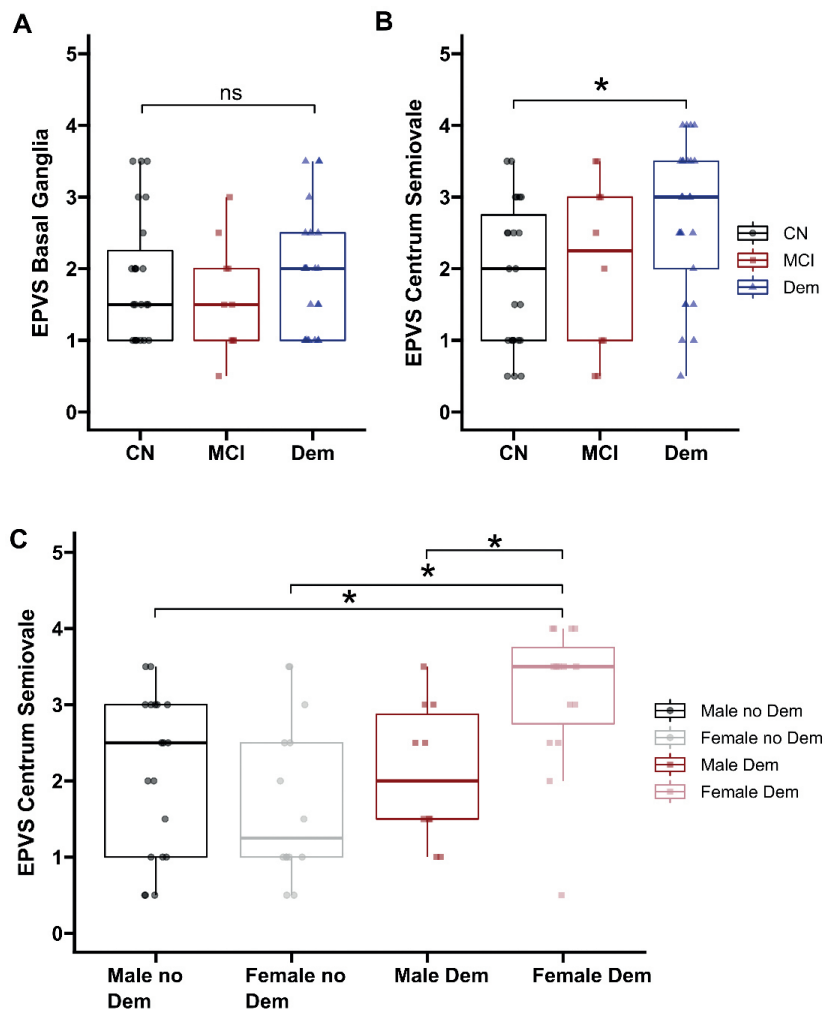 A
EPVS Basal Ganglia
5
4
3
2
1
0
ns
CN
MCI
Dem
B
EPVS Centrum Semiovale
5
4
3
2
1
0
*
CN
MCI
Dem
CN
MCI
Dem
C
EPVS Centrum Semiovale
5
4
3
2
1
0
*
*
*
Male no
Dem
Female no
Dem
Male Dem
Female Dem
Male no Dem
Female no Dem
Male Dem
Female Dem